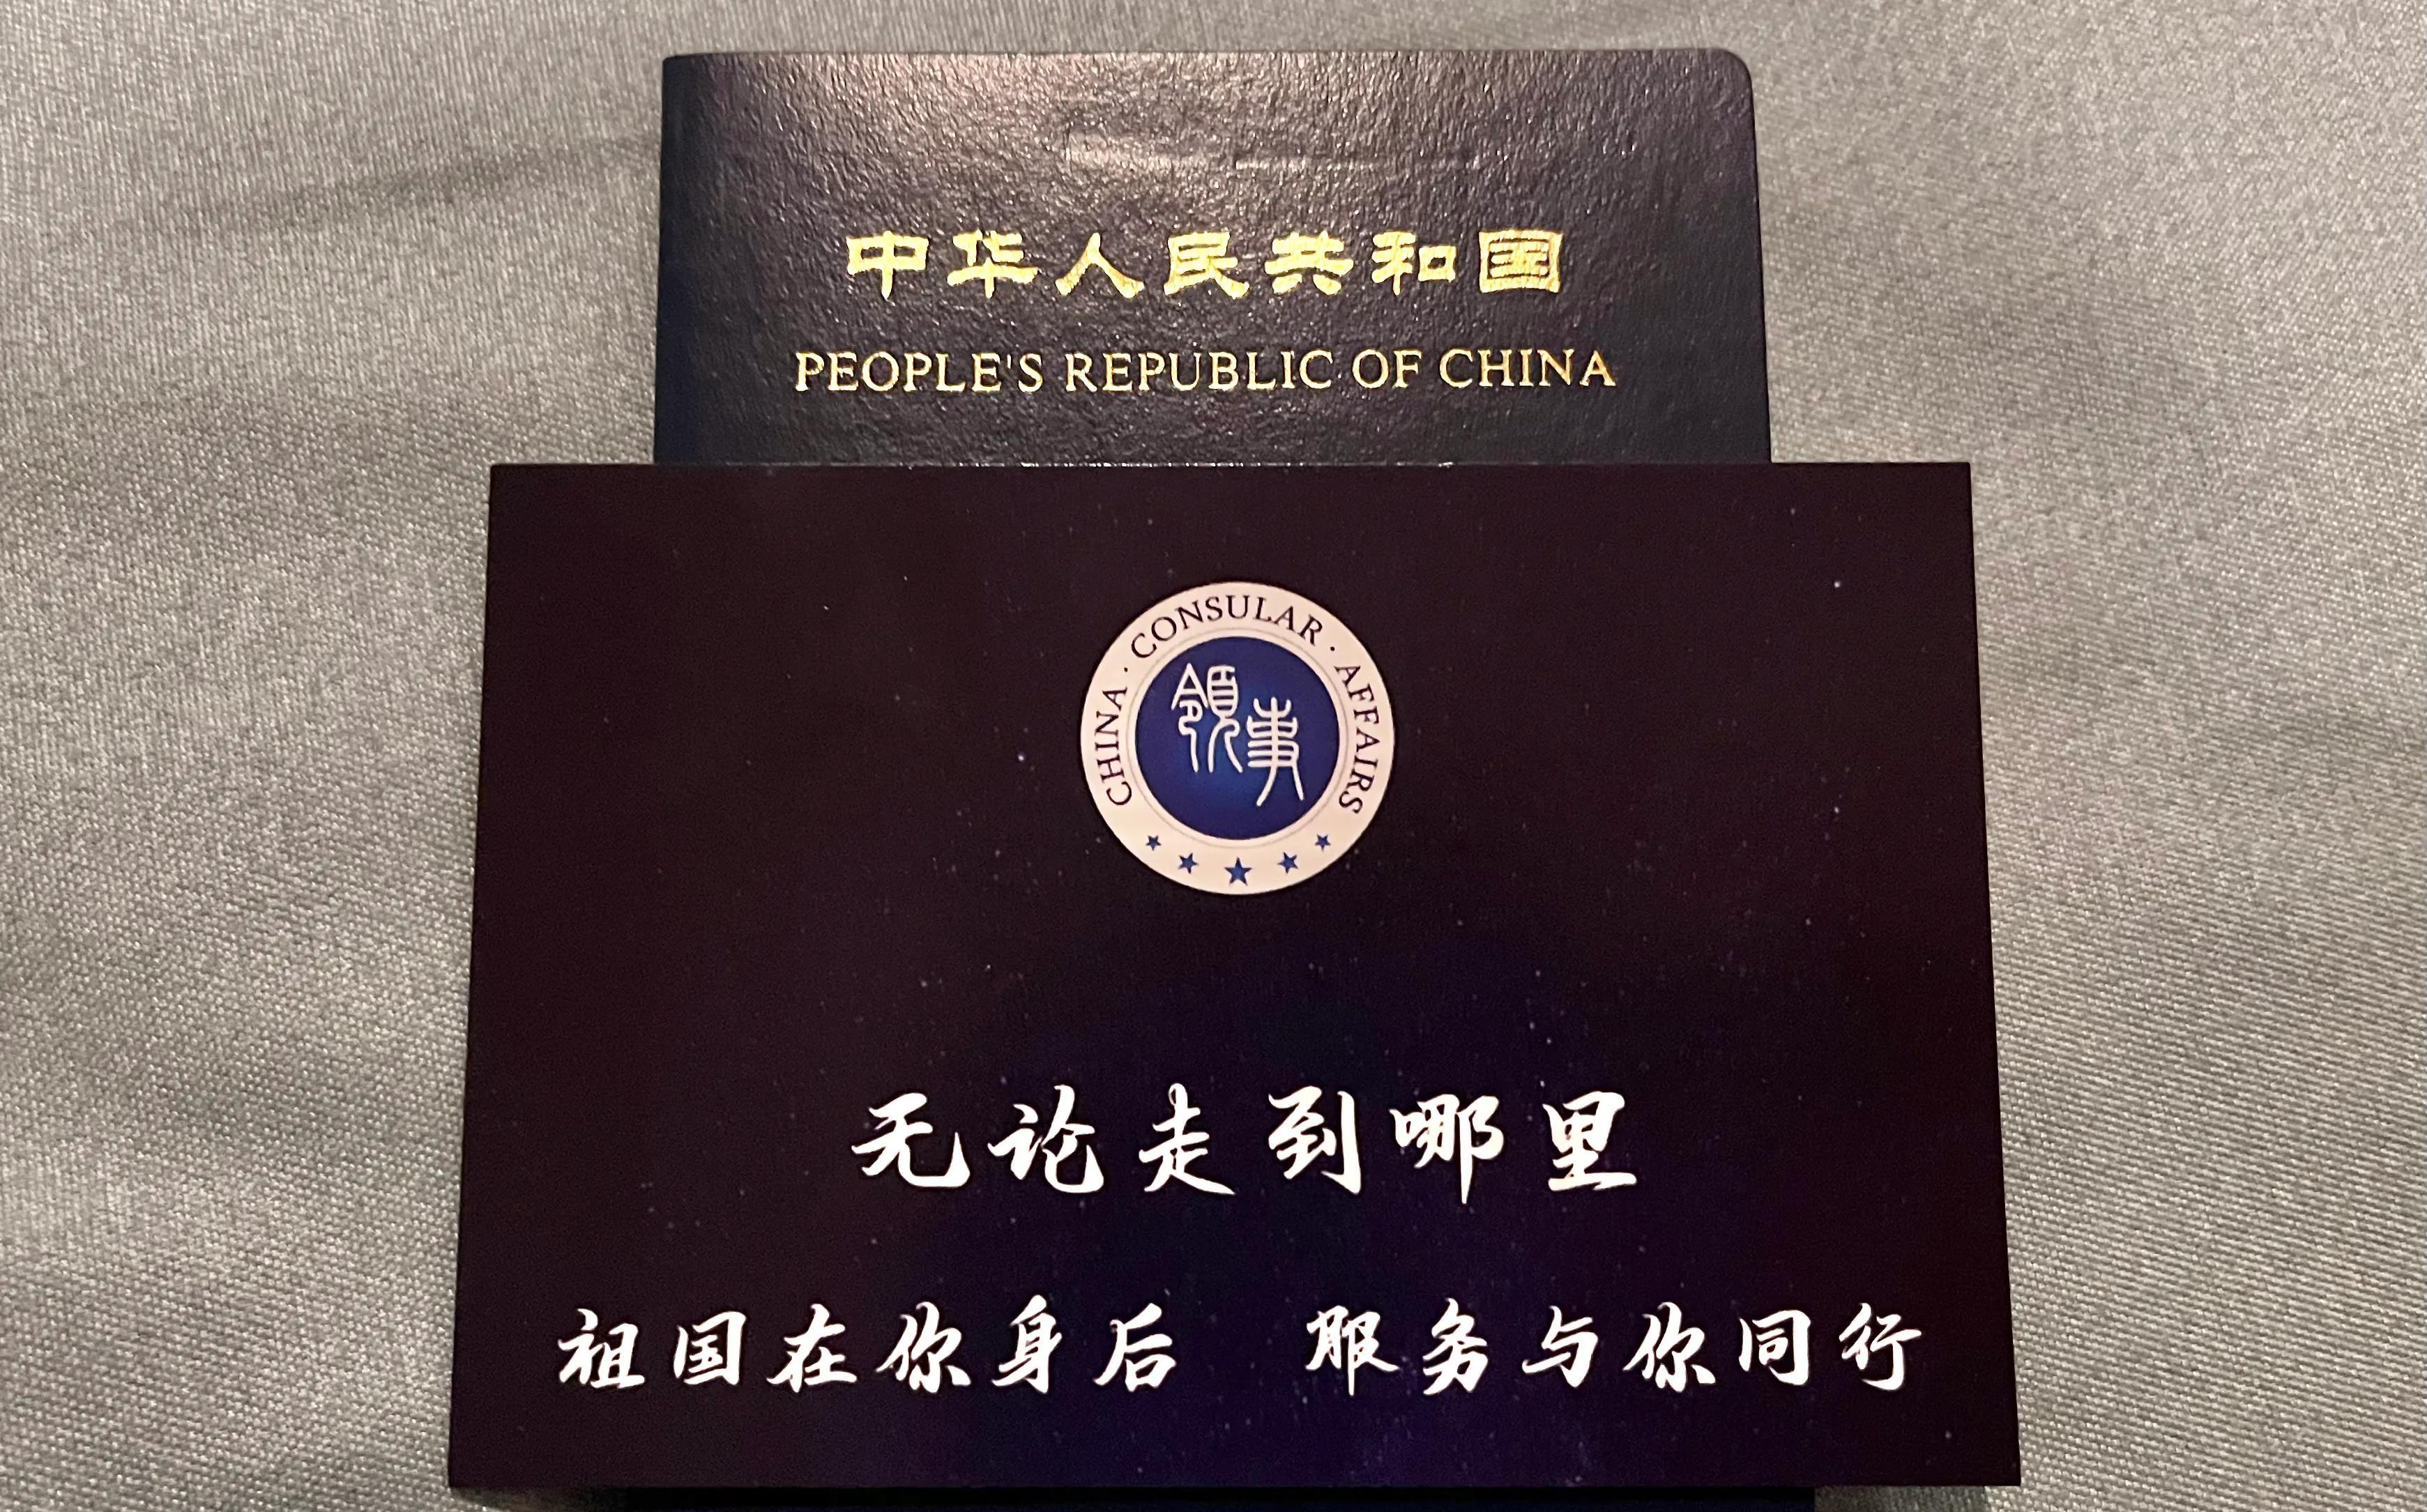 中华人民共和国
PEOPLE'S REPUBLIC OF CHINA
CHINA · CONSULAR · AFFAIRS
領事
无论走到哪里
祖国在你身后 服务与你同行